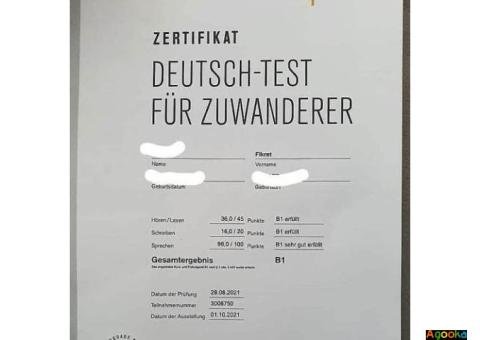 ZERTIFIKAT
DEUTSCH-TEST
FÜR ZUWANDERER
Fikret
Name Vorname
Geburtsdatum
Hören/Lesen 36,0 / 45 Punkte B1 erfüllt
Schreiben 16,0 / 20 Punkte B1 erfüllt
Sprechen 96,0 / 100 Punkte B1 sehr gut erfüllt
Gesamtergebnis B1
Datum der Prüfung 28.08.2021
Teilnehmernummer 3006750
Datum der Ausstellung 01.10.2021
Agooka